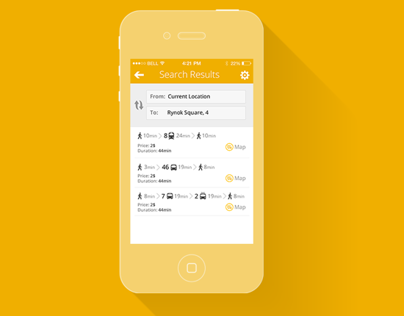 BELL 4:21 PM 20%
Search Results
From: Current Location
To: Rynok Square, 4
10min > 8 24min > 10min
Price: 2$
Duration: 44min
Map
3min > 46 19min > 8min
Price: 2$
Duration: 44min
Map
8min > 7 19min > 2 19min > 8min
Price: 2$
Duration: 44min
Map